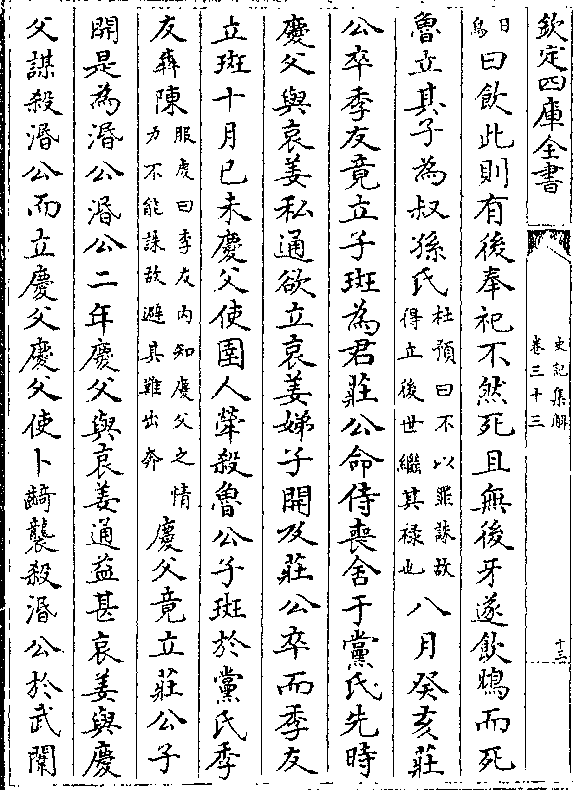 欽定四庫全書
史記集解
卷三十三
十三
日
鳥
曰飲此則有後奉祀不然死且無後牙遂飲鴆而死
魯立其子為叔孫氏
杜預曰不以罪誅故
得立後世繼其禄也
八月癸亥莊
公卒季友竟立子斑為君莊公命侍喪舍于黨氏先時
慶父與哀姜私通欲立哀姜娣子開及莊公卒而季友
立斑十月已未慶父使圉人犖殺魯公子斑於黨氏季
友犇陳
服虔曰季友内知慶父之情
力不能誅故避其難出奔
慶父竟立莊公子
開是為湣公湣公二年慶父與哀姜通益甚哀姜與慶
父謀殺湣公而立慶父慶父使卜齮襲殺湣公於武闈